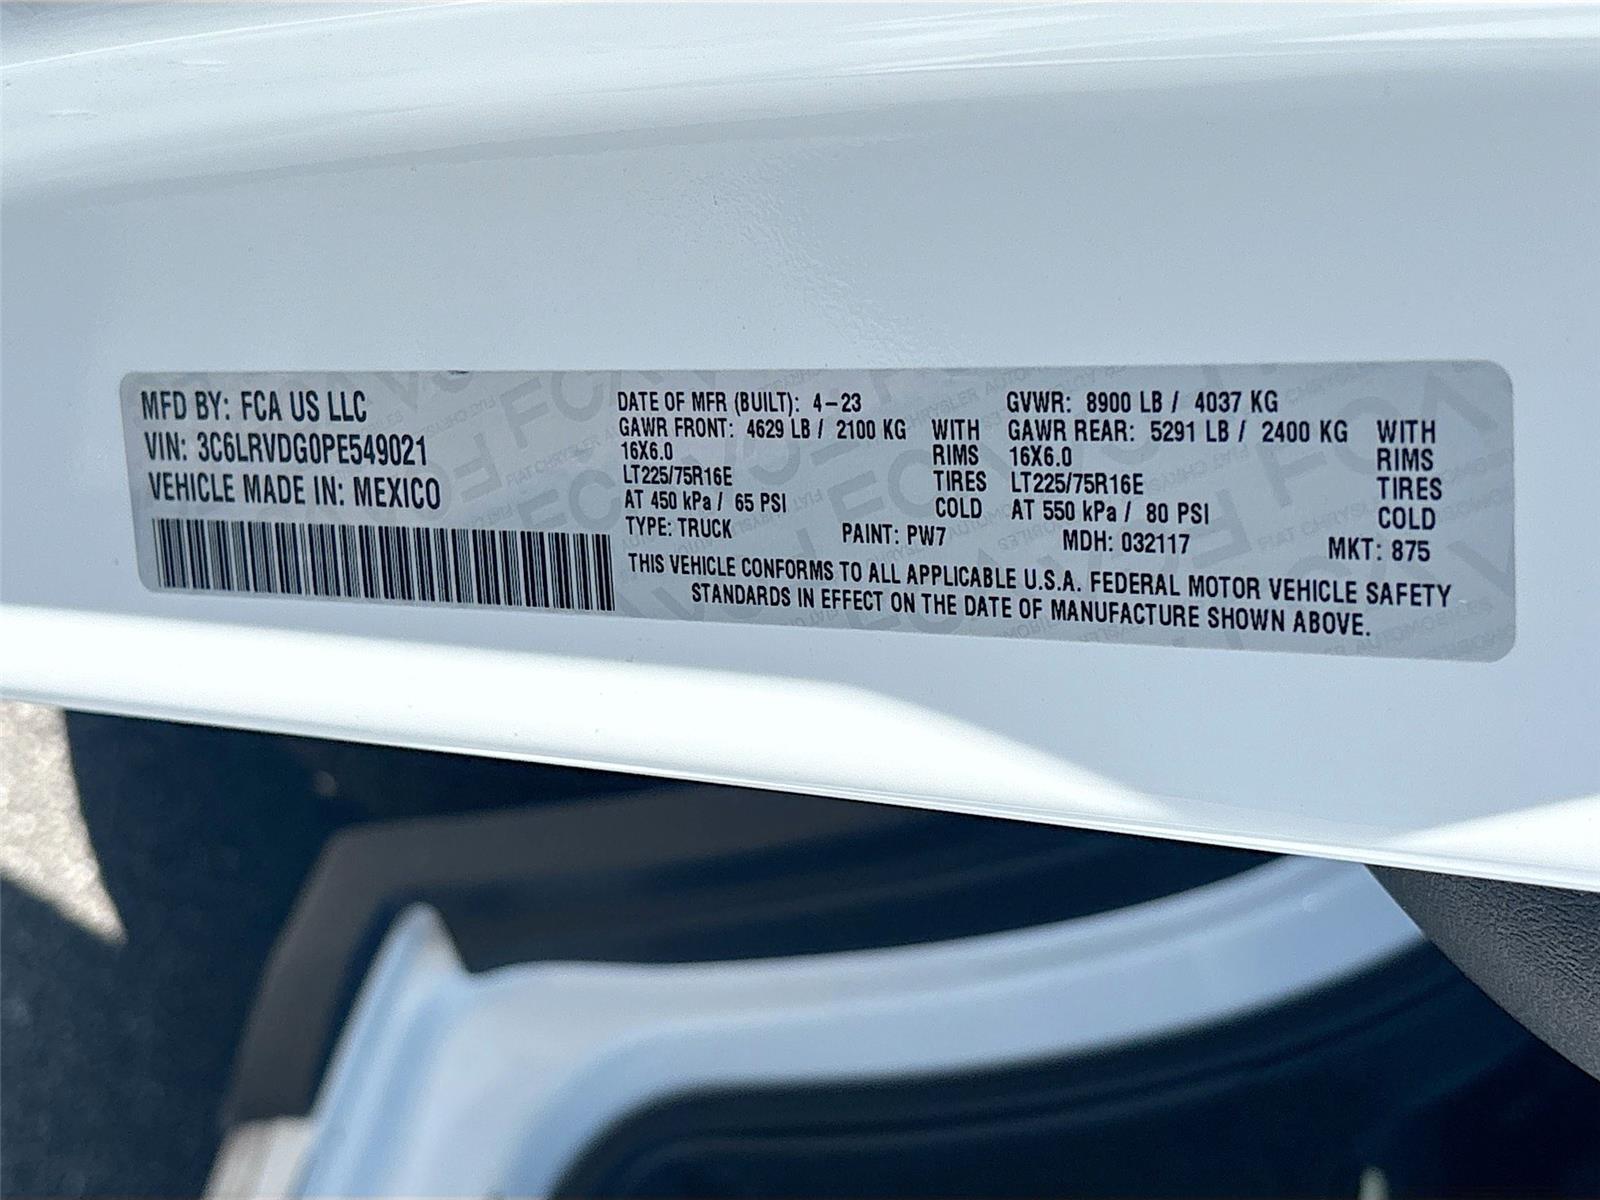 MFD BY: FCA US LLC
VIN: 3C6LRVDG0PE549021
VEHICLE MADE IN: MEXICO
DATE OF MFR (BUILT): 4-23 GVWR: 8900 LB / 4037 KG
GAWR FRONT: 4629 LB / 2100 KG WITH GAWR REAR: 5291 LB / 2400 KG WITH
16X6.0 RIMS 16X6.0 RIMS
LT225/75R16E TIRES LT225/75R16E TIRES
AT 450 kPa / 65 PSI COLD AT 550 kPa / 80 PSI COLD
TYPE: TRUCK PAINT: PW7 MDH: 032117 MKT: 875
THIS VEHICLE CONFORMS TO ALL APPLICABLE U.S.A. FEDERAL MOTOR VEHICLE SAFETY
STANDARDS IN EFFECT ON THE DATE OF MANUFACTURE SHOWN ABOVE.